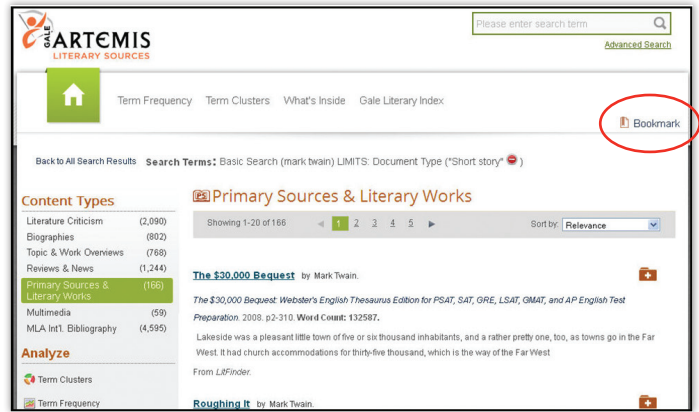 GALE
ARTEMIS
LITERARY SOURCES
Please enter search term
Advanced Search
Term Frequency Term Clusters What's Inside Gale Literary Index
Bookmark
Back to All Search Results Search Terms: Basic Search (mark twain) LIMITS: Document Type ("Short story" )
Content Types
Literature Criticism (2,090)
Biographies (802)
Topic & Work Overviews (768)
Reviews & News (1,244)
Primary Sources & (166)
Literary Works
Multimedia (59)
MLA Int'l. Bibliography (4,595)
Analyze
Term Clusters
Term Frequency
PS Primary Sources & Literary Works
Showing 1-20 of 166 1 2 3 4 5 Sort by: Relevance
The $30,000 Bequest by Mark Twain.
The $30,000 Bequest: Webster's English Thesaurus Edition for PSAT, SAT, GRE, LSAT, GMAT, and AP English Test
Preparation. 2008. p2-310. Word Count: 132587.
Lakeside was a pleasant little town of five or six thousand inhabitants, and a rather pretty one, too, as towns go in the Far
West. It had church accommodations for thirty-five thousand, which is the way of the Far West
From LitFinder.
Roughing It by Mark Twain.